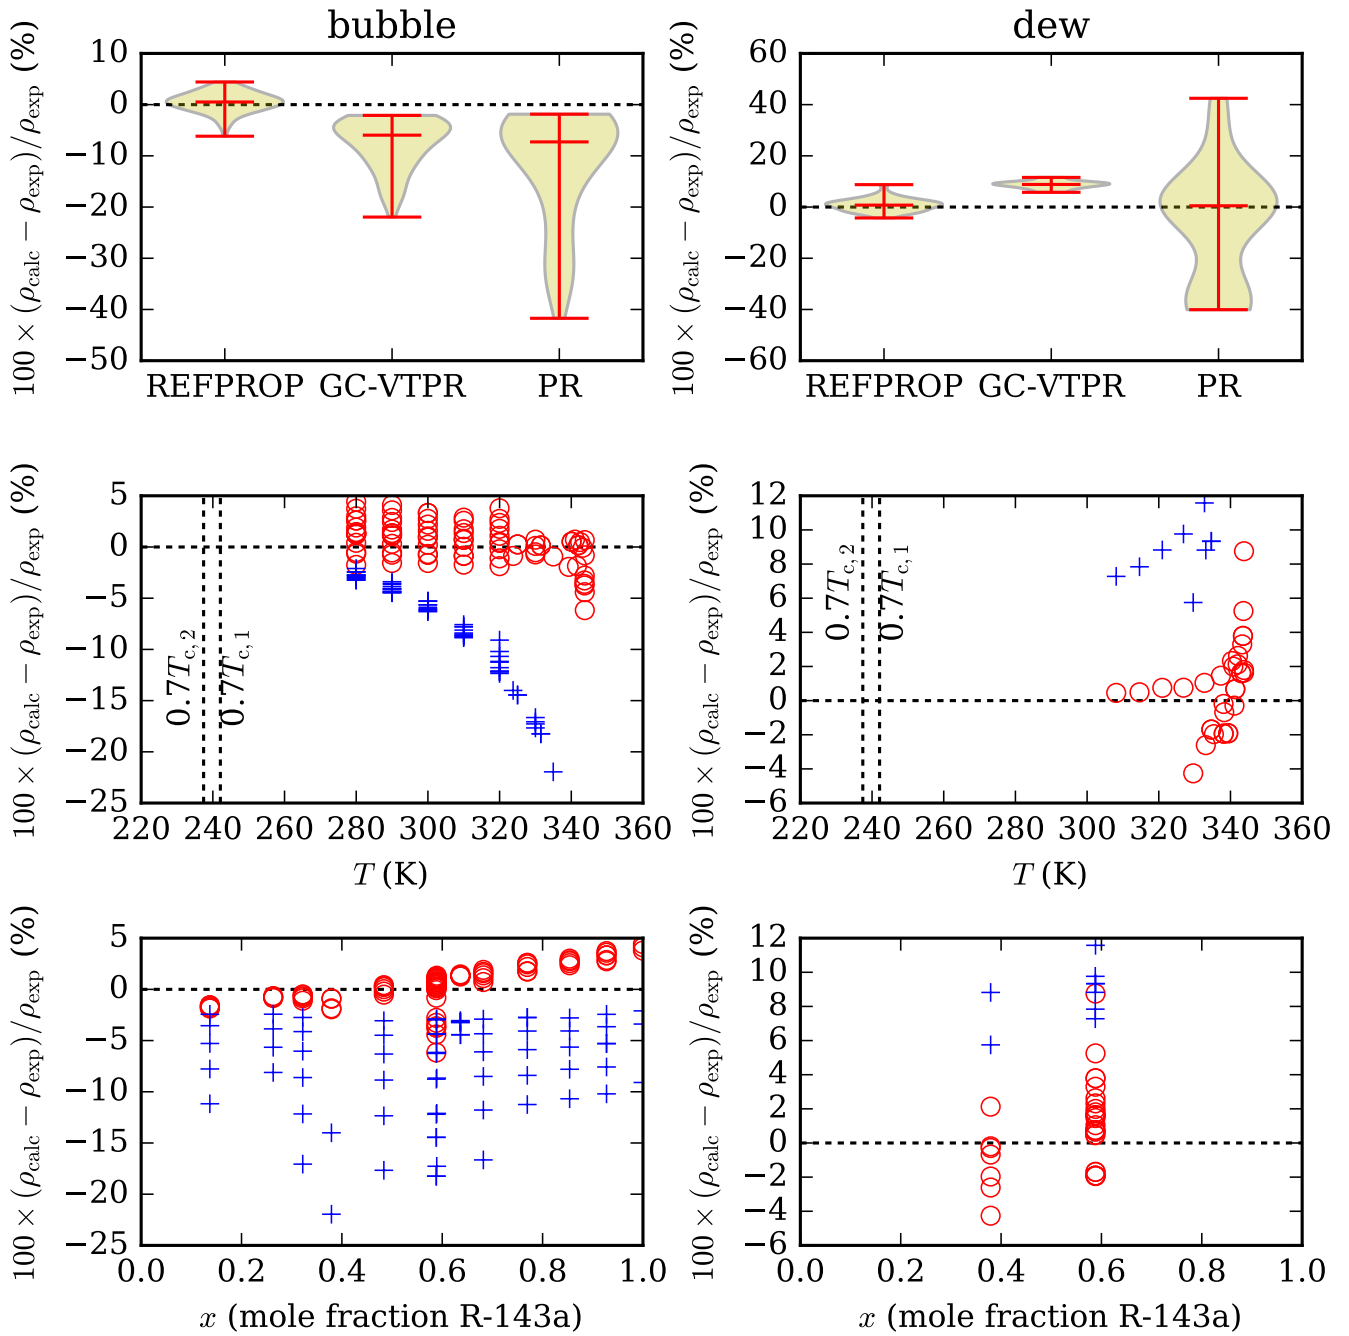 bubble
100 × (ρcalc − ρexp)/ρexp (%)
10
0
−10
−20
−30
−40
−50
REFPROP GC-VTPR PR
dew
100 × (ρcalc − ρexp)/ρexp (%)
60
40
20
0
−20
−40
−60
REFPROP GC-VTPR PR
100 × (ρcalc − ρexp)/ρexp (%)
5
0
−5
−10
−15
−20
−25
0.7Tc,2
0.7Tc,1
220 240 260 280 300 320 340 360
T (K)
100 × (ρcalc − ρexp)/ρexp (%)
12
10
8
6
4
2
0
−2
−4
−6
0.7Tc,2
0.7Tc,1
220 240 260 280 300 320 340 360
T (K)
100 × (ρcalc − ρexp)/ρexp (%)
5
0
−5
−10
−15
−20
−25
0.0 0.2 0.4 0.6 0.8 1.0
x (mole fraction R-143a)
100 × (ρcalc − ρexp)/ρexp (%)
12
10
8
6
4
2
0
−2
−4
−6
0.0 0.2 0.4 0.6 0.8 1.0
x (mole fraction R-143a)